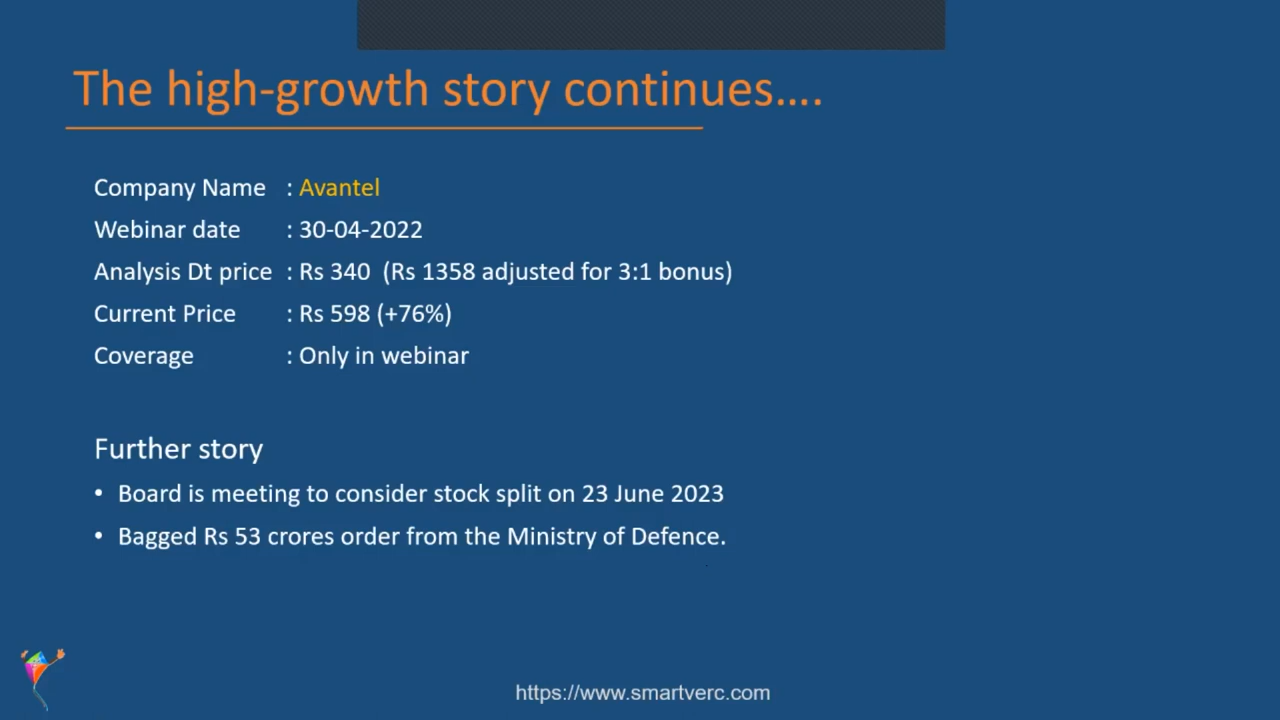 The high-growth story continues....
Company Name : Avantel
Webinar date : 30-04-2022
Analysis Dt price : Rs 340 (Rs 1358 adjusted for 3:1 bonus)
Current Price : Rs 598 (+76%)
Coverage : Only in webinar
Further story
• Board is meeting to consider stock split on 23 June 2023
• Bagged Rs 53 crores order from the Ministry of Defence.
https://www.smartverc.com